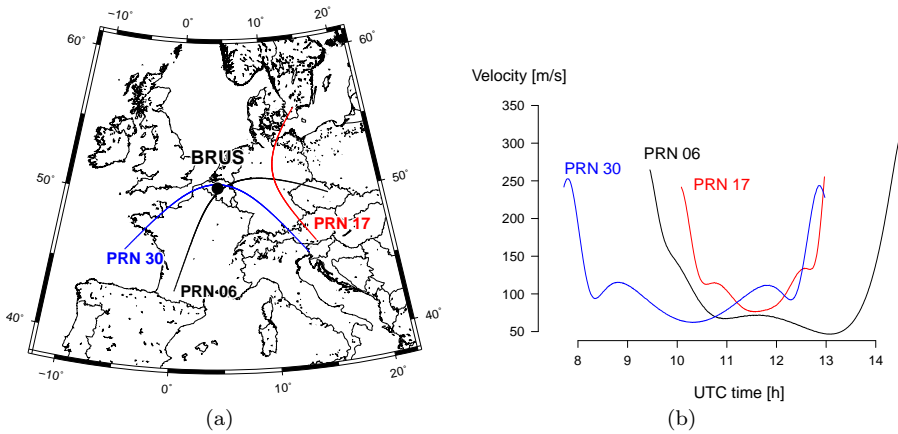 −10° 0° 10° 20°
60° 60°
BRUS
50° 50°
PRN 17
PRN 30
PRN 06
40° 40°
0° 10° 20°
(a)
Velocity [m/s]
350
300
250
200
150
100
50
PRN 30
PRN 06
PRN 17
8 9 10 11 12 13 14
UTC time [h]
(b)